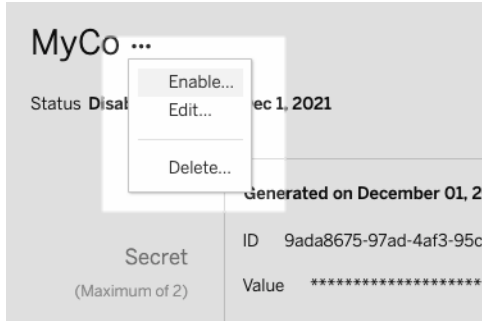 MyCo ...
Enable...
Status Disab ec 1, 2021
Edit...
Delete...
Generated on December 01, 2
ID 9ada8675-97ad-4af3-95c
Secret
(Maximum of 2)
Value *********************